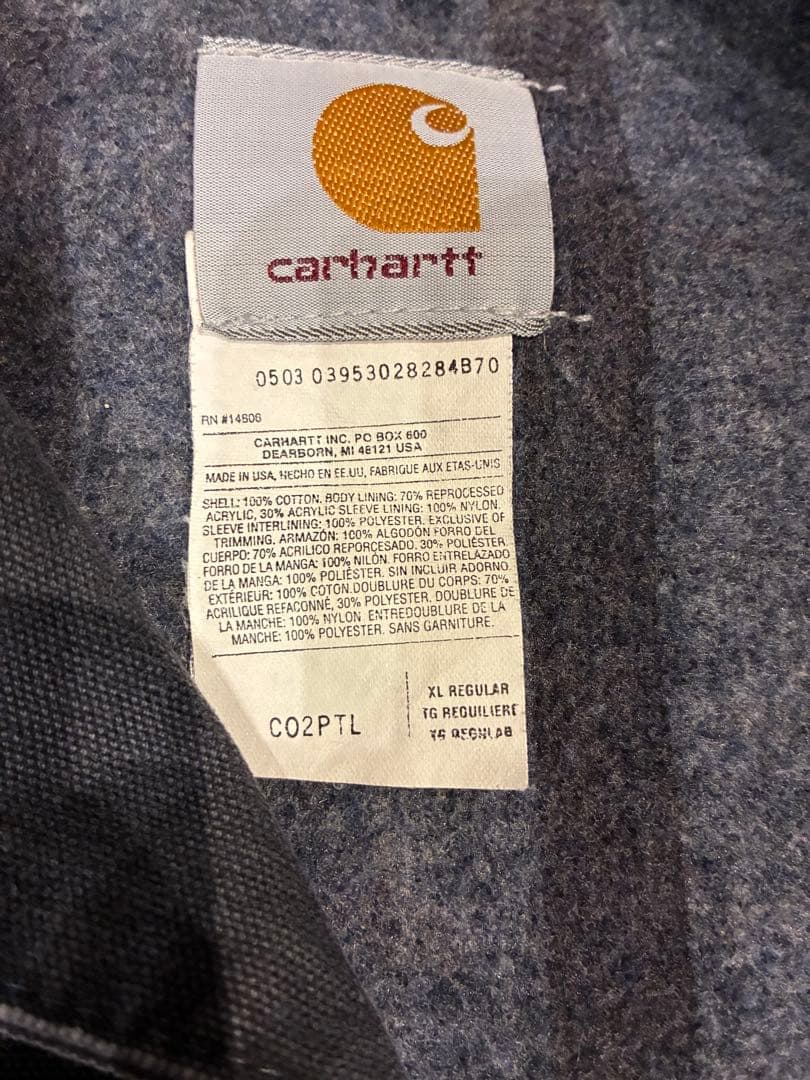 carhartt
0503 03953028284B70
RN #14806
CARHARTT INC. PO BOX 600
DEARBORN, MI 48121 USA
MADE IN USA, HECHO EN EE.UU, FABRIQUE AUX ETAS-UNIS
SHELL: 100% COTTON. BODY LINING: 70% REPROCESSED
ACRYLIC, 30% ACRYLIC SLEEVE LINING: 100% NYLON.
SLEEVE INTERLINING: 100% POLYESTER. EXCLUSIVE OF
TRIMMING. ARMAZÓN: 100% ALGODÓN FORRO DEL
CUERPO: 70% ACRILICO REPORCESADO, 30% POLIÉSTER
FORRO DE LA MANGA: 100% NILÓN. FORRO ENTRELAZADO
DE LA MANGA: 100% POLIÉSTER. SIN INCLUIR ADORNO
EXTÉRIEUR: 100% COTON.DOUBLURE DU CORPS: 70%
ACRILIQUE REFACONNÉ, 30% POLYESTER. DOUBLURE DE
LA MANCHE: 100% NYLON ENTREDOUBLURE DE LA
MANCHE: 100% POLYESTER. SANS GARNITURE.
CO2PTL
XL REGULAR
TG REGUILIERE